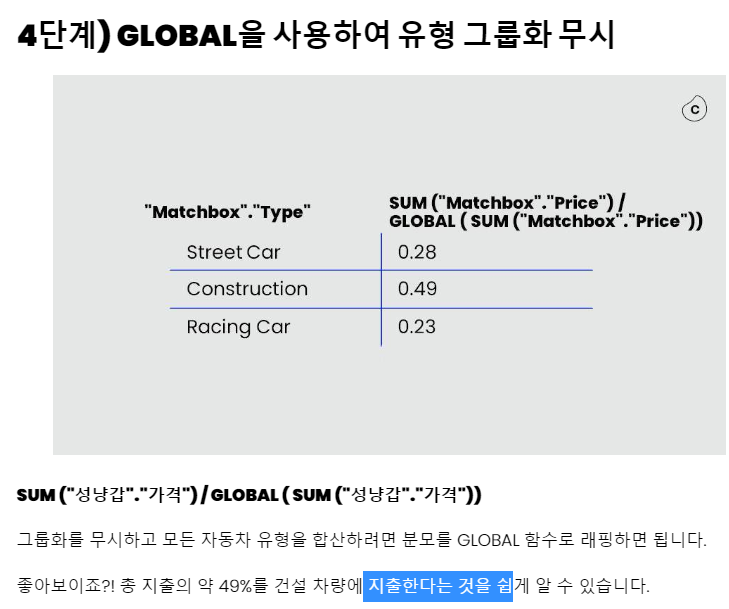 4단계) GLOBAL을 사용하여 유형 그룹화 무시
C
"Matchbox"."Type"
SUM ("Matchbox"."Price") /
GLOBAL ( SUM ("Matchbox"."Price"))
Street Car
0.28
Construction
0.49
Racing Car
0.23
SUM ("성냥갑"."가격") / GLOBAL ( SUM ("성냥갑"."가격"))
그룹화를 무시하고 모든 자동차 유형을 합산하려면 분모를 GLOBAL 함수로 래핑하면 됩니다.
좋아보이죠?! 총 지출의 약 49%를 건설 차량에 지출한다는 것을 쉽게 알 수 있습니다.